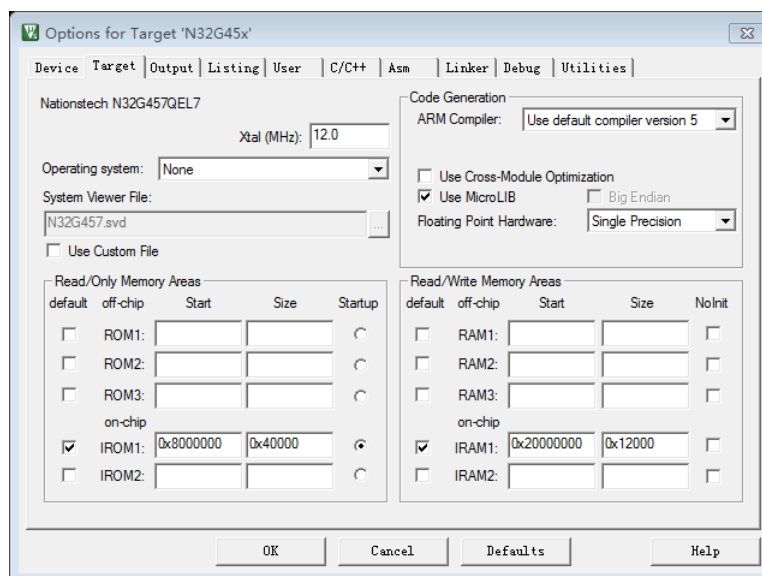 Options for Target 'N32G45x'
Device Target Output Listing User C/C++ Asm Linker Debug Utilities
Nationstech N32G457QEL7
Xtal (MHz): 12.0
Operating system: None
System Viewer File:
N32G457.svd ...
Use Custom File
Code Generation
ARM Compiler: Use default compiler version 5
Use Cross-Module Optimization
Use MicroLIB Big Endian
Floating Point Hardware: Single Precision
Read/Only Memory Areas
default off-chip Start Size Startup
ROM1:
ROM2:
ROM3:
on-chip
IROM1: 0x8000000 0x40000
IROM2:
Read/Write Memory Areas
default off-chip Start Size NoInit
RAM1:
RAM2:
RAM3:
on-chip
IRAM1: 0x20000000 0x12000
IRAM2:
OK Cancel Defaults Help